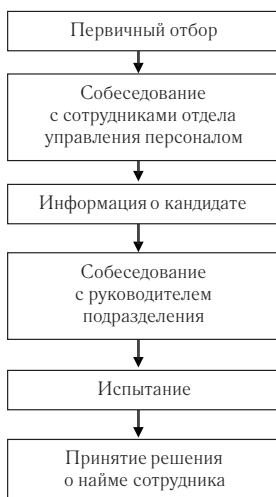 Первичный отбор
Собеседование
с сотрудниками отдела
управления персоналом
Информация о кандидате
Собеседование
с руководителем
подразделения
Испытание
Принятие решения
о найме сотрудника